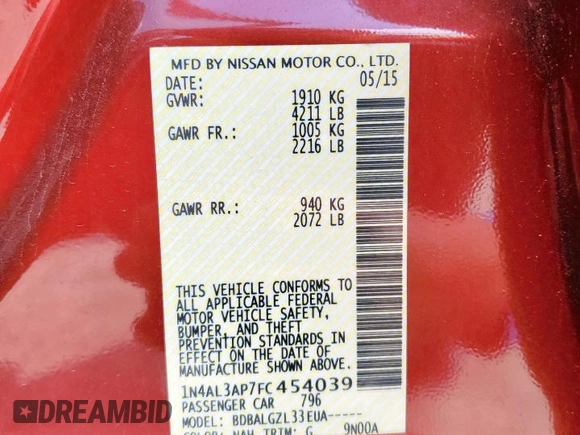 MFD BY NISSAN MOTOR CO., LTD.
DATE: 05/15
GVWR: 1910 KG
4211 LB
GAWR FR.: 1005 KG
2216 LB
GAWR RR.: 940 KG
2072 LB
THIS VEHICLE CONFORMS TO
ALL APPLICABLE FEDERAL
MOTOR VEHICLE SAFETY,
BUMPER, AND THEFT
PREVENTION STANDARDS IN
EFFECT ON THE DATE OF
MANUFACTURE SHOWN ABOVE.
1N4AL3AP7FC454039
PASSENGER CAR 796
MODEL: BDBALGZL33EUA-----
COLOR: NAH TRIM: G 9N00A
DREAMBID